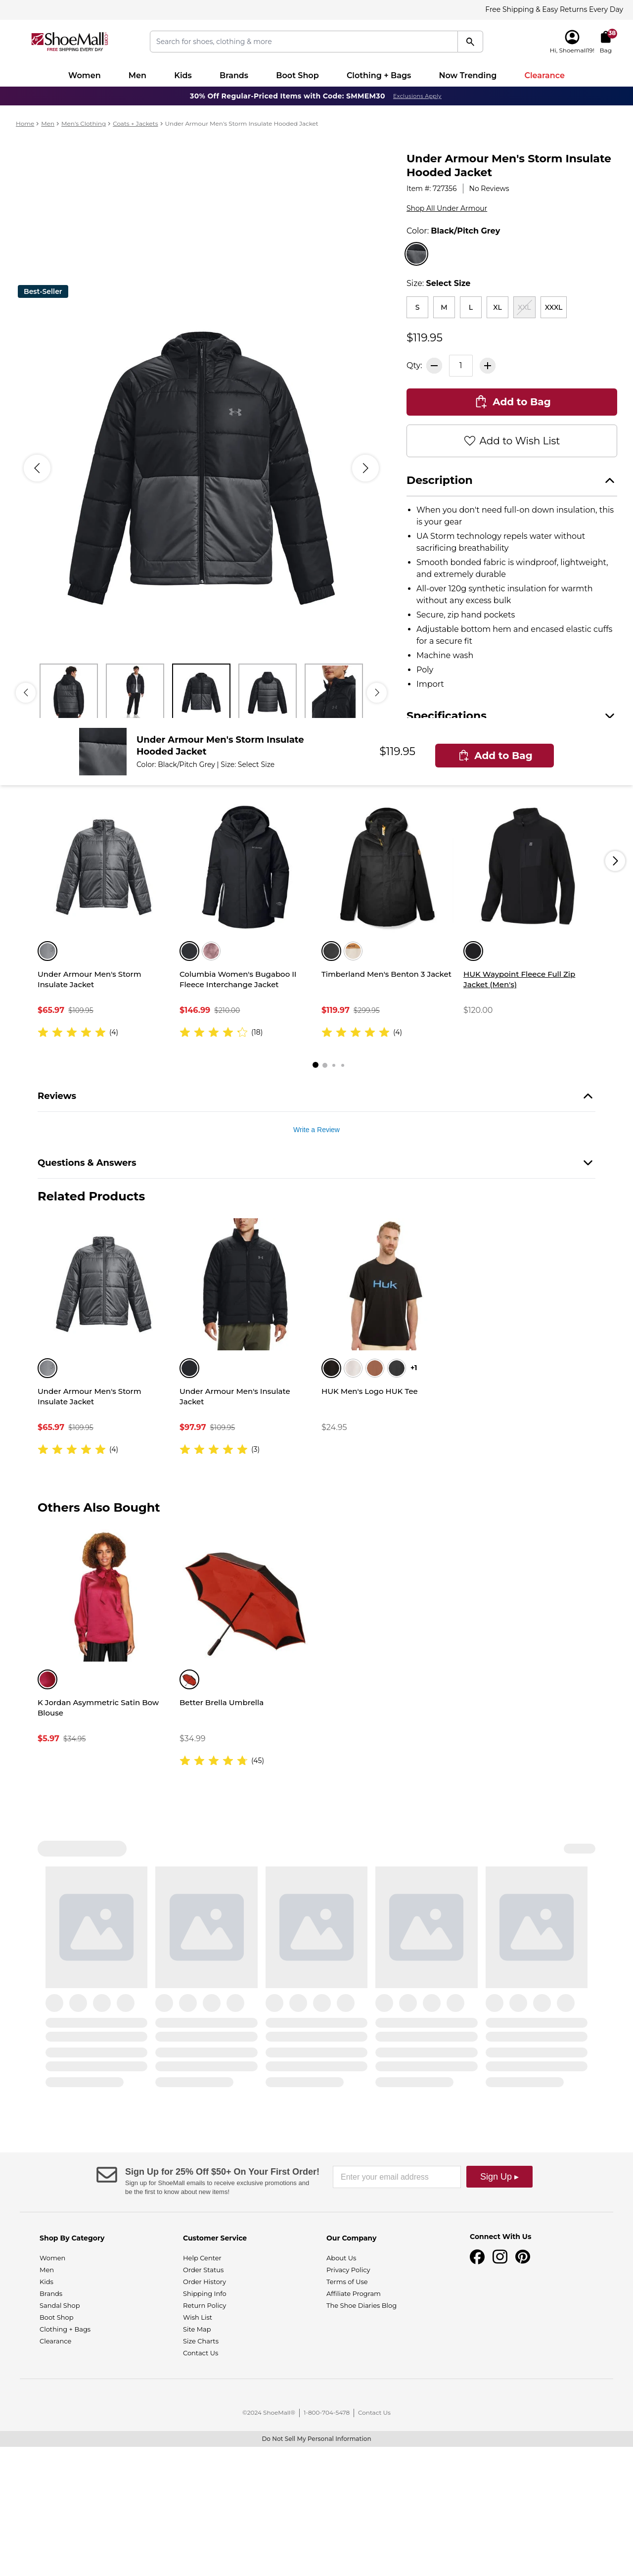 Free Shipping & Easy Returns Every Day
ShoeMall
FREE SHIPPING EVERY DAY
Search for shoes, clothing & more
Hi, Shoemall19!
38
Bag
Women Men Kids Brands Boot Shop Clothing + Bags Now Trending Clearance
30% Off Regular-Priced Items with Code: SMMEM30 Exclusions Apply
Home > Men > Men's Clothing > Coats + Jackets > Under Armour Men's Storm Insulate Hooded Jacket
Best-Seller
Under Armour Men's Storm Insulate
Hooded Jacket
Item #: 727356 | No Reviews
Shop All Under Armour
Color: Black/Pitch Grey
Size: Select Size
S M L XL XXL XXXL
$119.95
Qty: 1
Add to Bag
Add to Wish List
Description
• When you don't need full-on down insulation, this
is your gear
• UA Storm technology repels water without
sacrificing breathability
• Smooth bonded fabric is windproof, lightweight,
and extremely durable
• All-over 120g synthetic insulation for warmth
without any excess bulk
• Secure, zip hand pockets
• Adjustable bottom hem and encased elastic cuffs
for a secure fit
• Machine wash
• Poly
• Import
Specifications
Under Armour Men's Storm Insulate
Hooded Jacket
Color: Black/Pitch Grey | Size: Select Size
$119.95
Add to Bag
Under Armour Men's Storm
Insulate Jacket
$65.97 $109.95
(4)
Columbia Women's Bugaboo II
Fleece Interchange Jacket
$146.99 $210.00
(18)
Timberland Men's Benton 3 Jacket
$119.97 $299.95
(4)
HUK Waypoint Fleece Full Zip
Jacket (Men's)
$120.00
Reviews
Write a Review
Questions & Answers
Related Products
Huk
+1
Under Armour Men's Storm
Insulate Jacket
$65.97 $109.95
(4)
Under Armour Men's Insulate
Jacket
$97.97 $109.95
(3)
HUK Men's Logo HUK Tee
$24.95
Others Also Bought
K Jordan Asymmetric Satin Bow
Blouse
$5.97 $34.95
Better Brella Umbrella
$34.99
(45)
Sign Up for 25% Off $50+ On Your First Order!
Sign up for ShoeMall emails to receive exclusive promotions and
be the first to know about new items!
Enter your email address
Sign Up ▸
Shop By Category
Women
Men
Kids
Brands
Sandal Shop
Boot Shop
Clothing + Bags
Clearance
Customer Service
Help Center
Order Status
Order History
Shipping Info
Return Policy
Wish List
Site Map
Size Charts
Contact Us
Our Company
About Us
Privacy Policy
Terms of Use
Affiliate Program
The Shoe Diaries Blog
Connect With Us
©2024 ShoeMall® | 1-800-704-5478 | Contact Us
Do Not Sell My Personal Information